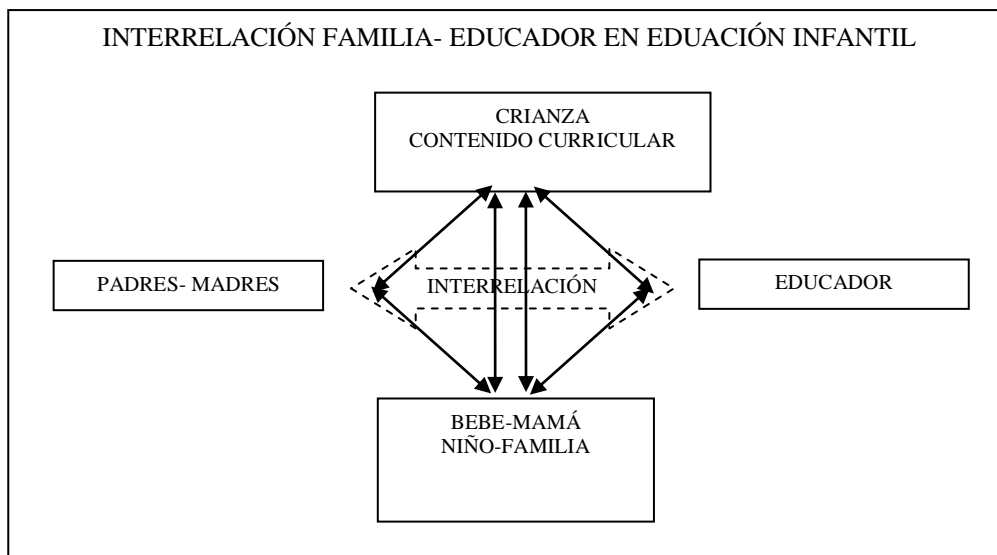 INTERRELACIÓN FAMILIA- EDUCADOR EN EDUACIÓN INFANTIL
CRIANZA
CONTENIDO CURRICULAR
PADRES- MADRES
INTERRELACIÓN
EDUCADOR
BEBE-MAMÁ
NIÑO-FAMILIA